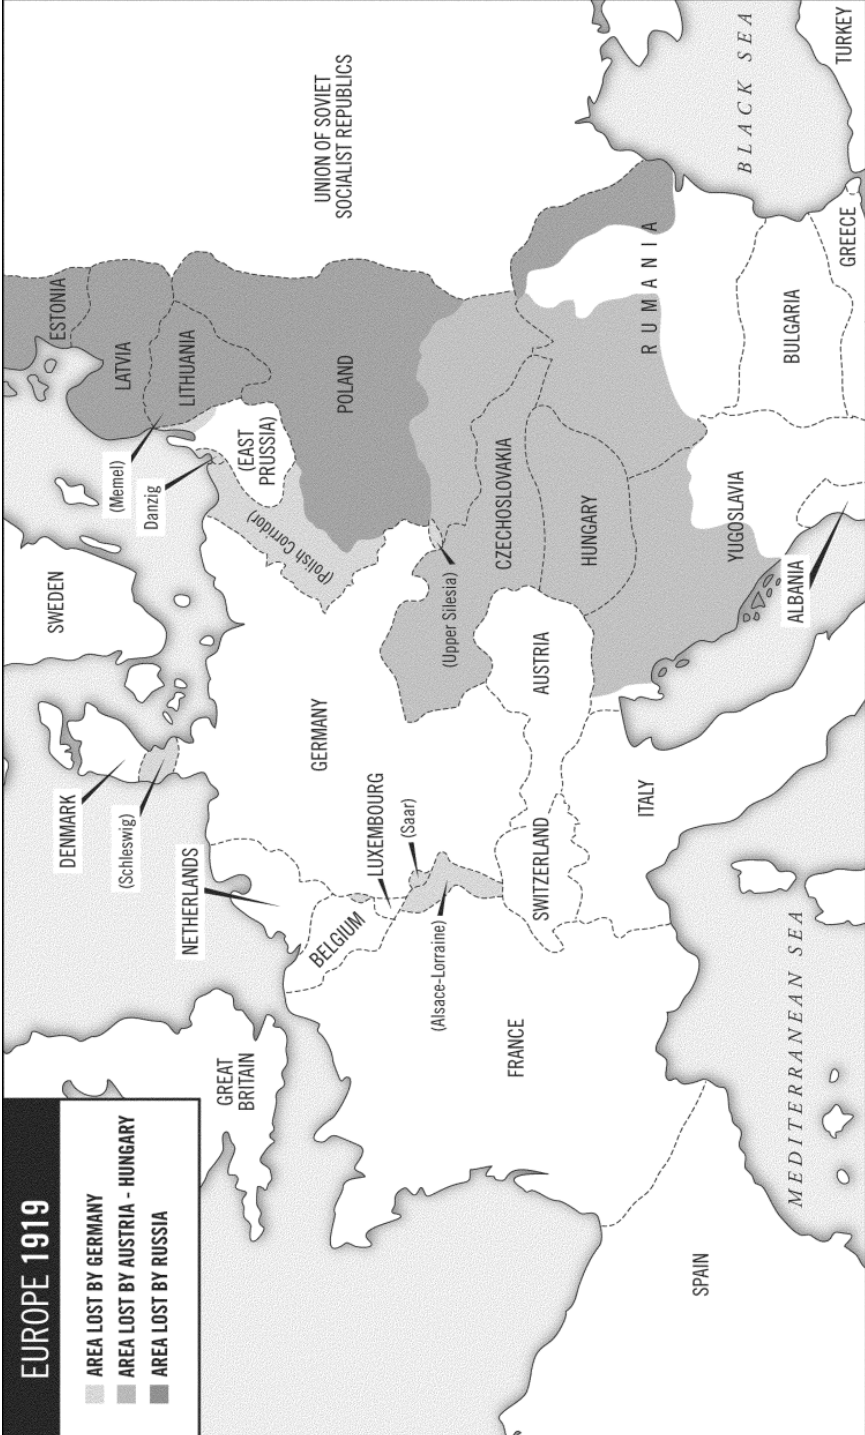 EUROPE 1919
AREA LOST BY GERMANY
AREA LOST BY AUSTRIA - HUNGARY
AREA LOST BY RUSSIA
GREAT
BRITAIN
NETHERLANDS
DENMARK
(Schleswig)
SWEDEN
(Memel)
Danzig
ESTONIA
LATVIA
LITHUANIA
(EAST
PRUSSIA)
(Polish Corridor)
POLAND
UNION OF SOVIET
SOCIALIST REPUBLICS
BELGIUM
LUXEMBOURG
(Saar)
(Alsace-Lorraine)
GERMANY
(Upper Silesia)
CZECHOSLOVAKIA
FRANCE
SWITZERLAND
AUSTRIA
HUNGARY
RUMANIA
SPAIN
ITALY
YUGOSLAVIA
BULGARIA
ALBANIA
GREECE
TURKEY
BLACK SEA
MEDITERRANEAN SEA